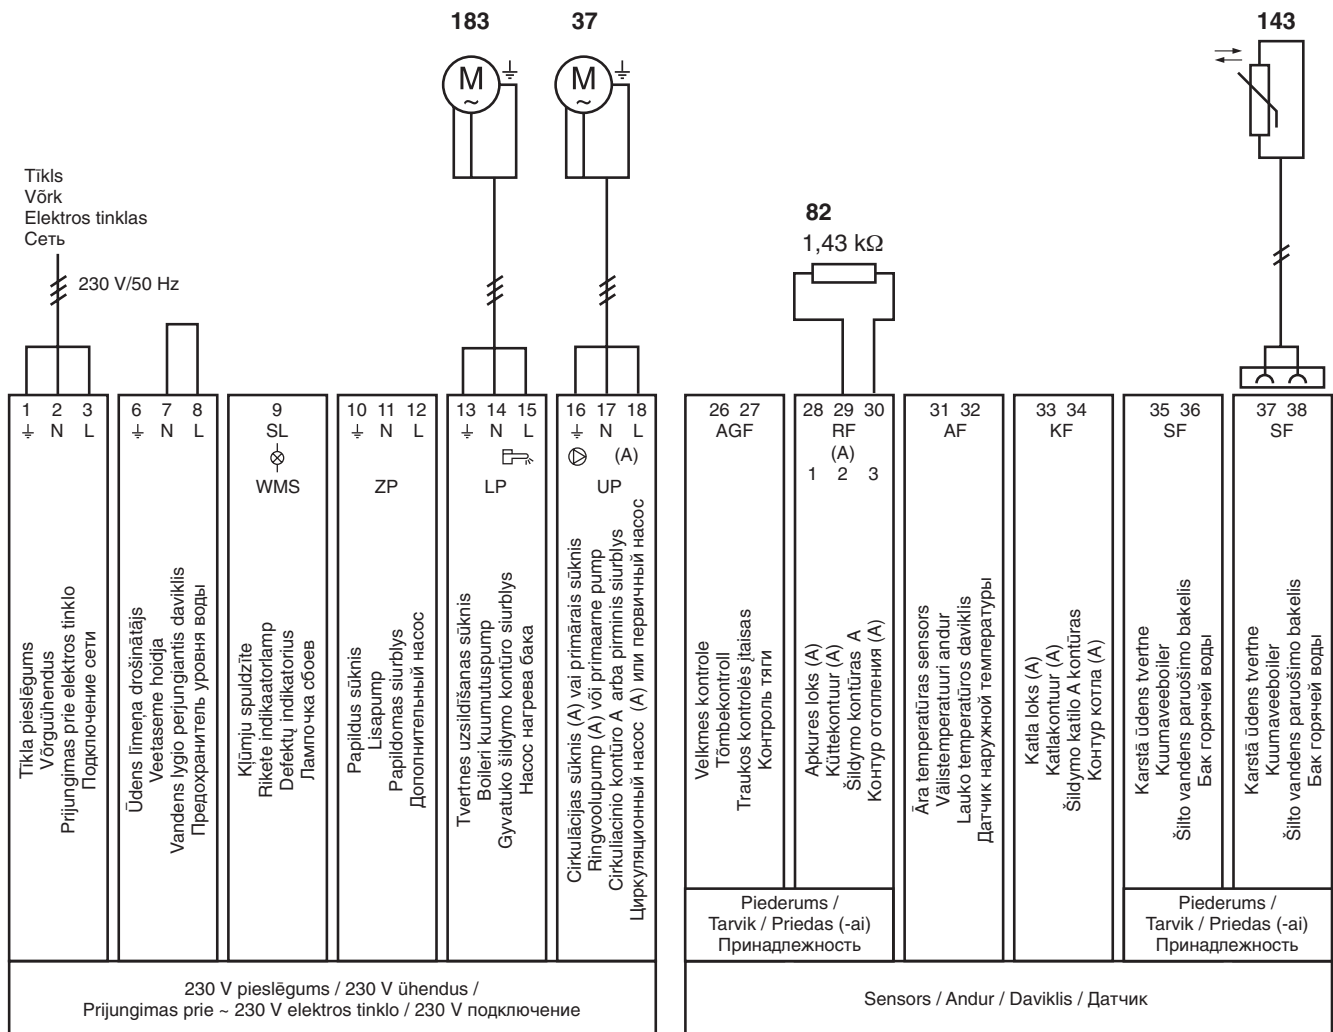 183
37
143
M
~
M
~
Tīkls
Võrk
Elektros tinklas
Сеть
230 V/50 Hz
82
1,43 kΩ
1 2 3
N L
6 7 8
N L
9
SL
WMS
10 11 12
N L
ZP
13 14 15
N L
LP
16 17 18
N L
(A)
UP
26 27
AGF
28 29 30
RF
(A)
1 2 3
31 32
AF
33 34
KF
35 36
SF
37 38
SF
Tīkla pieslēgums
Võrguühendus
Prijungimas prie elektros tinklo
Подключение сети
Ūdens līmeņa drošinātājs
Veetaseme hoidja
Vandens lygio perjungiantis daviklis
Предохранитель уровня воды
Kļūmju spuldzīte
Rikete indikaatorlamp
Defektų indikatorius
Лампочка сбоев
Papildus sūknis
Lisapump
Papildomas siurblys
Дополнительный насос
Tvertnes uzsildīšanas sūknis
Boileri kuumutuspump
Gyvatuko šildymo kontūro siurblys
Насос нагрева бака
Cirkulācijas sūknis (A) vai primārais sūknis
Ringvoolupump (A) või primaarne pump
Cirkuliacinio kontūro A arba pirminis siurblys
Циркуляционный насос (A) или первичный насос
Velkmes kontrole
Tõmbekontroll
Traukos kontrolės įtaisas
Контроль тяги
Apkures loks (A)
Küttekontuur (A)
Šildymo kontūras A
Контур отопления (A)
Āra temperatūras sensors
Välistemperatuuri andur
Lauko temperatūros daviklis
Датчик наружной температуры
Katla loks (A)
Katlakontuur (A)
Šildymo katilo A kontūras
Контур котла (A)
Karstā ūdens tvertne
Kuumaveeboiler
Šilto vandens paruošimo bakelis
Бак горячей воды
Karstā ūdens tvertne
Kuumaveeboiler
Šilto vandens paruošimo bakelis
Бак горячей воды
Piederums /
Tarvik / Priedas (-ai)
Принадлежность
Piederums /
Tarvik / Priedas (-ai)
Принадлежность
230 V pieslēgums / 230 V ühendus /
Prijungimas prie ~ 230 V elektros tinklo / 230 V подключение
Sensors / Andur / Daviklis / Датчик